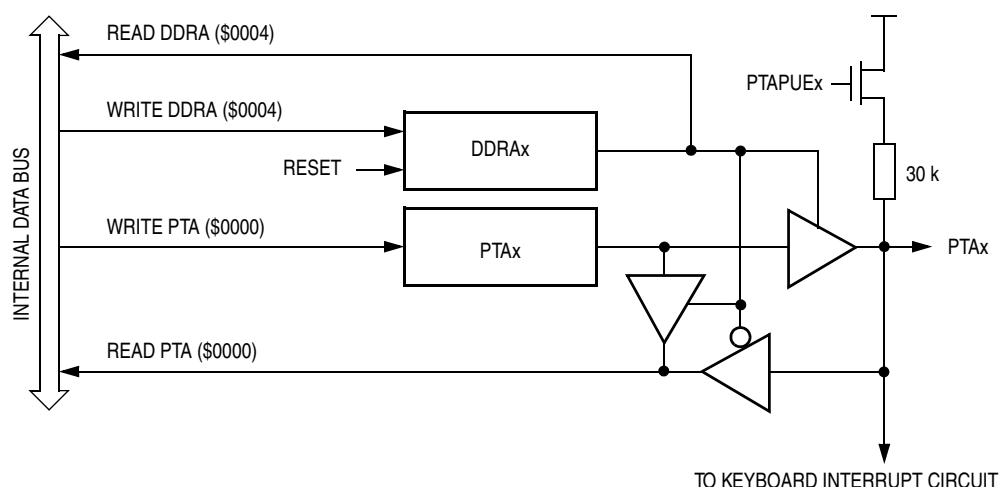 READ DDRA ($0004)
PTAPUEx
WRITE DDRA ($0004)
DDRAx
RESET
30 k
INTERNAL DATA BUS
WRITE PTA ($0000)
PTAx
PTAx
READ PTA ($0000)
TO KEYBOARD INTERRUPT CIRCUIT